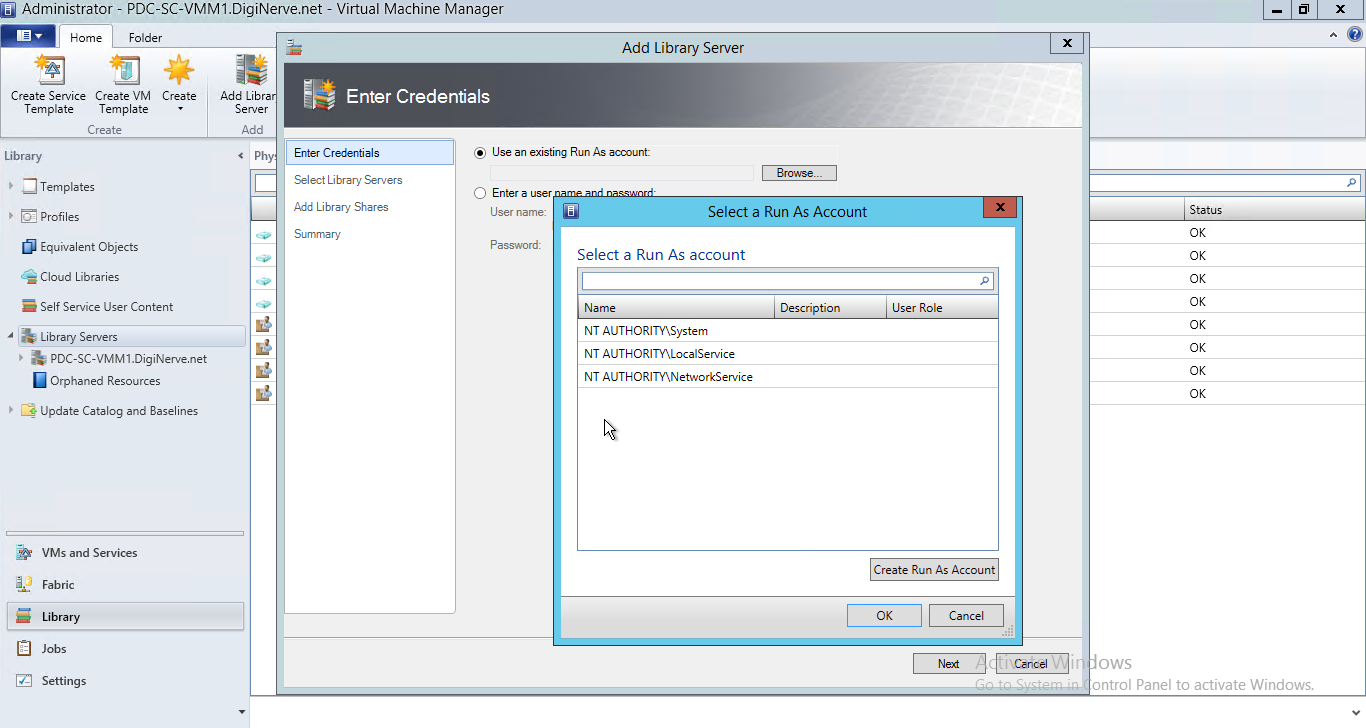 Administrator - PDC-SC-VMM1.DigiNerve.net - Virtual Machine Manager
Home Folder
Create Service Template
Create VM Template
Create
Add Librar
Server
Create
Add
Library
Phys
Templates
Profiles
Equivalent Objects
Cloud Libraries
Self Service User Content
Library Servers
PDC-SC-VMM1.DigiNerve.net
Orphaned Resources
Update Catalog and Baselines
VMs and Services
Fabric
Library
Jobs
Settings
Add Library Server
X
Enter Credentials
Enter Credentials
Select Library Servers
Add Library Shares
Summary
Use an existing Run As account:
Browse...
Enter a user name and password:
User name:
Password:
Select a Run As Account
X
Select a Run As account
Name Description User Role
NT AUTHORITY\System
NT AUTHORITY\LocalService
NT AUTHORITY\NetworkService
Create Run As Account
OK Cancel
Next Cancel
Status
OK
OK
OK
OK
OK
OK
OK
OK
Activate Windows
Go to System in Control Panel to activate Windows.